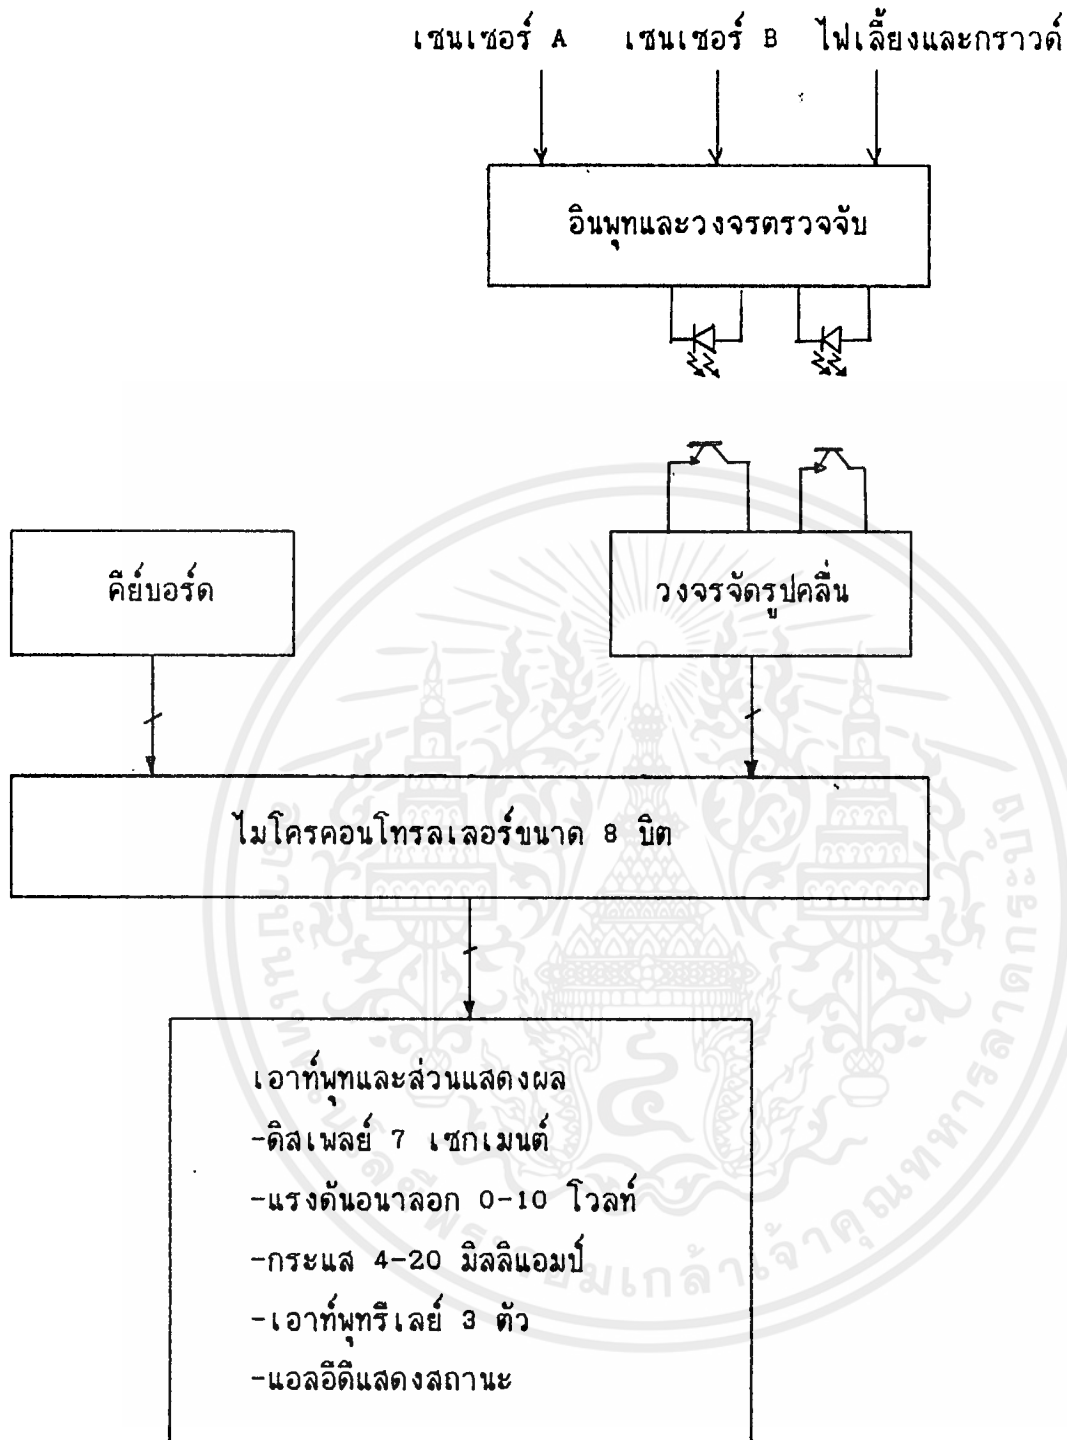 เซนเซอร์ A เซนเซอร์ B ไฟเลี้ยงและกราวด์
อินพุทและวงจรตรวจจับ
คีย์บอร์ด
วงจรจัดรูปคลื่น
ไมโครคอนโทรลเลอร์ขนาด 8 บิต
เอาท์พุทและส่วนแสดงผล
-ดิสเพลย์ 7 เซกเมนต์
-แรงดันอนาลอก 0-10 โวลท์
-กระแส 4-20 มิลลิแอมป์
-เอาท์พุทรีเลย์ 3 ตัว
-แอลอีดีแสดงสถานะ